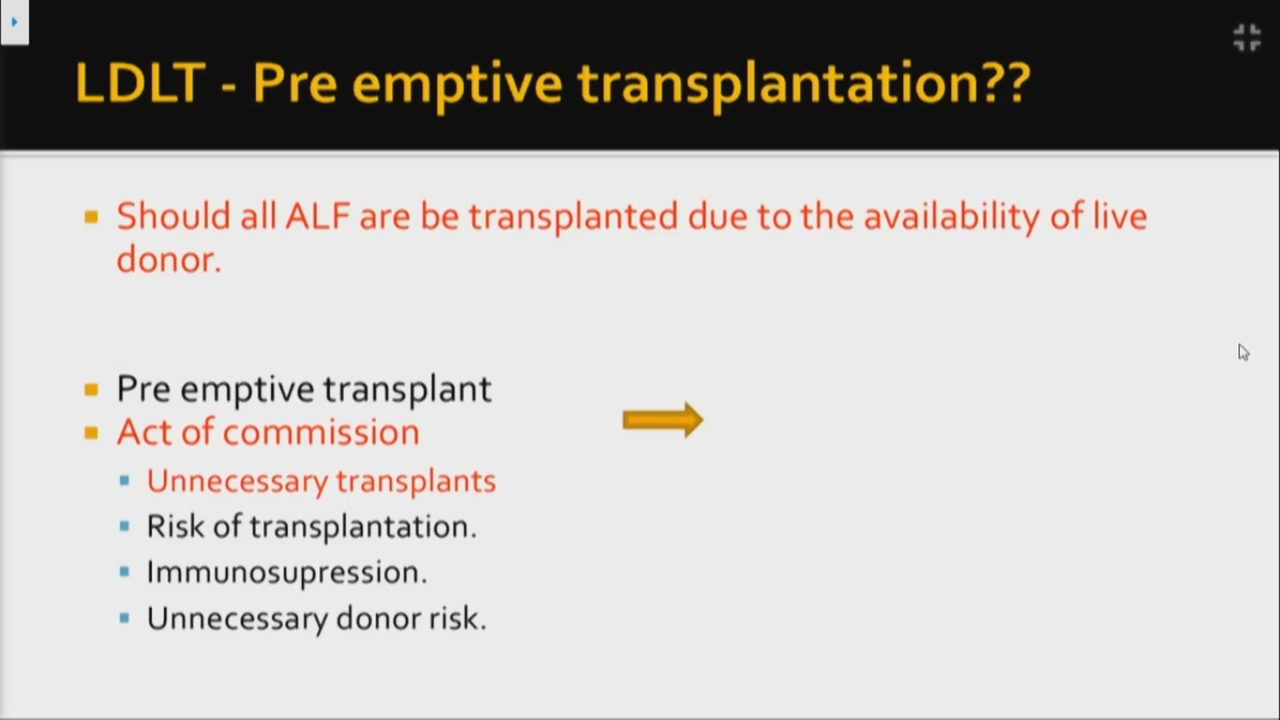 LDLT - Pre emptive transplantation??
Should all ALF are be transplanted due to the availability of live
donor.
Pre emptive transplant
Act of commission
Unnecessary transplants
Risk of transplantation.
Immunosupression.
Unnecessary donor risk.